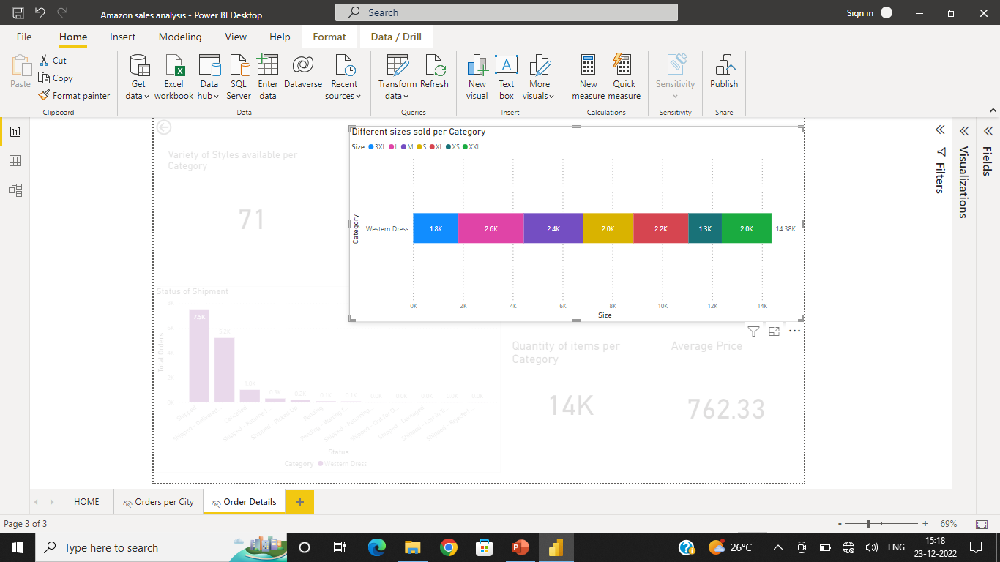 Amazon sales analysis - Power BI Desktop
Search
Sign in
File Home Insert Modeling View Help Format Data / Drill
Paste
Cut
Copy
Format painter
Clipboard
Get data
Excel workbook
Data hub
SQL Server
Enter data
Dataverse
Recent sources
Data
Transform data
Refresh
Queries
New visual
Text box
More visuals
Insert
New measure
Quick measure
Calculations
Sensitivity
Sensitivity
Publish
Share
Variety of Styles available per
Category
71
Different sizes sold per Category
Size 3XL L M S XL XS XXL
Category
Western Dress
1.8K 2.6K 2.4K 2.0K 2.2K 1.3K 2.0K 14.38K
0K 2K 4K 6K 8K 10K 12K 14K
Size
Status of Shipment
Total Orders
8K
6K
4K
2K
0K
7.5K 5.2K 1.0K 0.3K 0.2K 0.1K 0.1K 0.0K 0.0K 0.0K 0.0K 0.0K
Shipped
Shipped - Delivered
Cancelled
Shipped - Returned
Shipped - Picked Up
Pending
Pending - Waiting f...
Shipped - Returning
Shipped - Out for D...
Shipped - Damaged
Shipped - Lost in T...
Shipped - Rejected ...
Status
Category Western Dress
Quantity of items per
Category
14K
Average Price
762.33
Filters
Visualizations
Fields
HOME
Orders per City
Order Details
Page 3 of 3
69%
Type here to search
26°C
ENG
15:18
23-12-2022